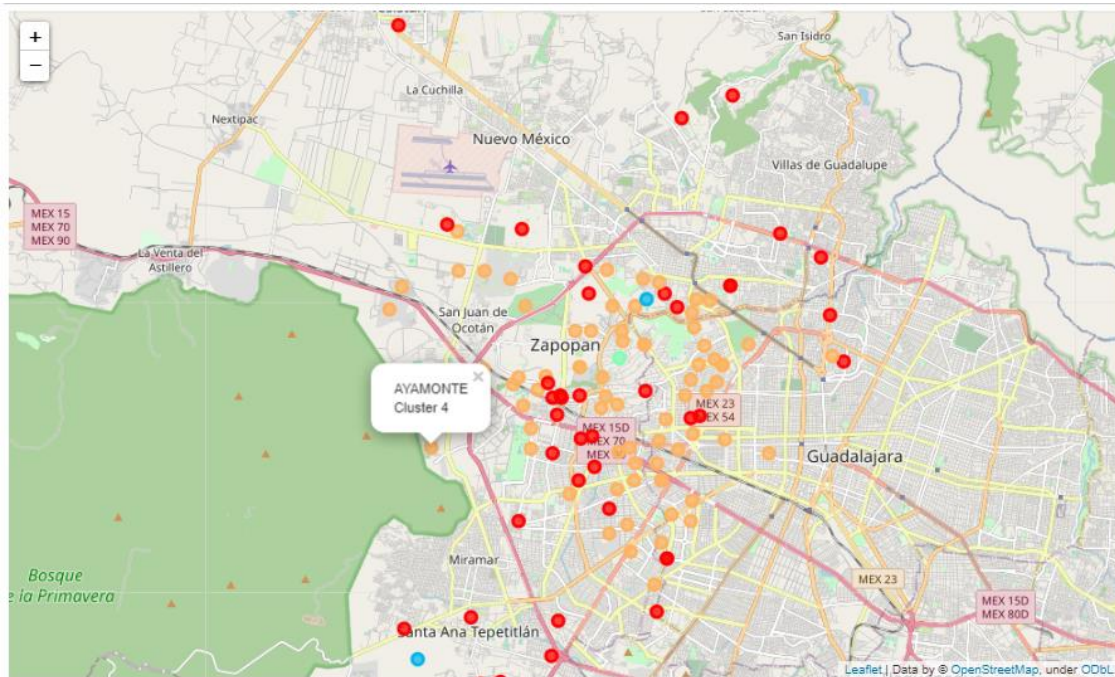 +
−
San Isidro
La Cuchilla
Nextipac
Nuevo México
Villas de Guadalupe
MEX 15
MEX 70
MEX 90
La Venta del
Astillero
San Juan de
Ocotán
Zapopan
AYAMONTE
×
Cluster 4
MEX 23
MEX 54
MEX 15D
MEX 70
Guadalajara
Miramar
Bosque
de la Primavera
MEX 23
MEX 15D
MEX 80D
Santa Ana Tepetitlán
Leaflet | Data by © OpenStreetMap, under ODbL